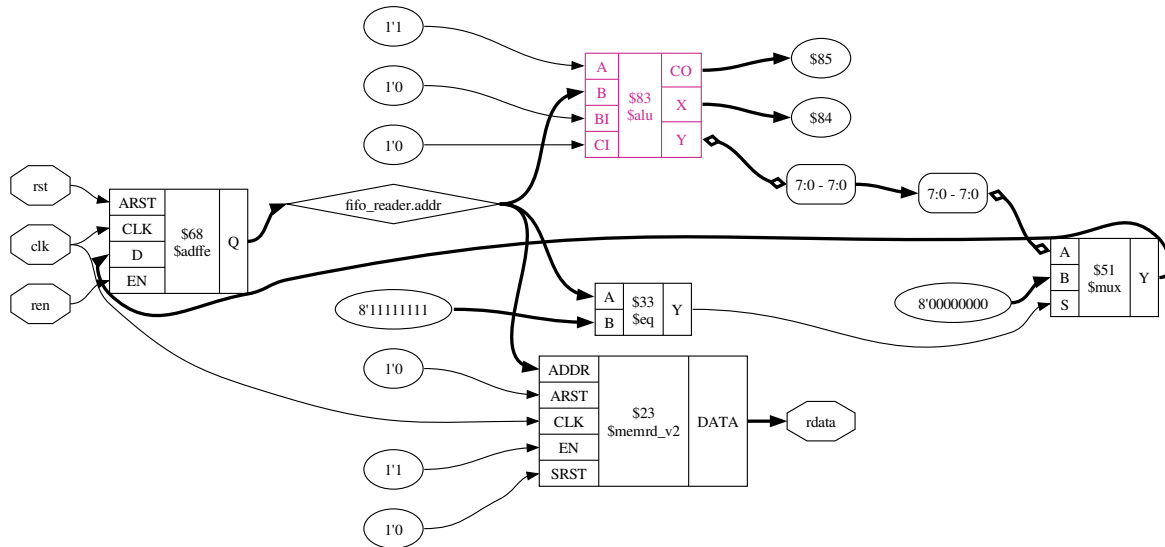 1'1
1'0
1'0
A
B
BI
CI
$83
$alu
CO
X
Y
$85
$84
7:0 - 7:0
7:0 - 7:0
rst
clk
ren
ARST
CLK
D
EN
$68
$adffe
Q
fifo_reader.addr
8'11111111
A
B
$33
$eq
Y
8'00000000
A
B
S
$51
$mux
Y
1'0
1'1
1'0
ADDR
ARST
CLK
EN
SRST
$23
$memrd_v2
DATA
rdata